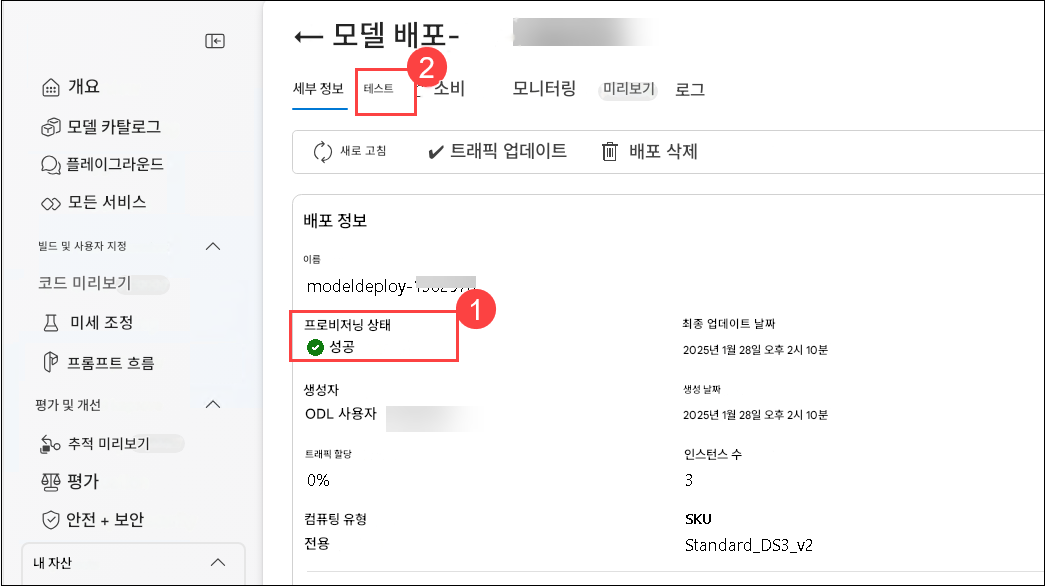 ← 모델 배포-
개요
모델 카탈로그
플레이그라운드
모든 서비스
빌드 및 사용자 지정
코드 미리보기
미세 조정
프롬프트 흐름
평가 및 개선
추적 미리보기
평가
안전 + 보안
내 자산
세부 정보 테스트 소비 모니터링 미리보기 로그
2
새로 고침 트래픽 업데이트 배포 삭제
배포 정보
이름
modeldeploy-
1
프로비저닝 상태
성공
최종 업데이트 날짜
2025년 1월 28일 오후 2시 10분
생성자
ODL 사용자
생성 날짜
2025년 1월 28일 오후 2시 10분
트래픽 할당
0%
인스턴스 수
3
컴퓨팅 유형
전용
SKU
Standard_DS3_v2